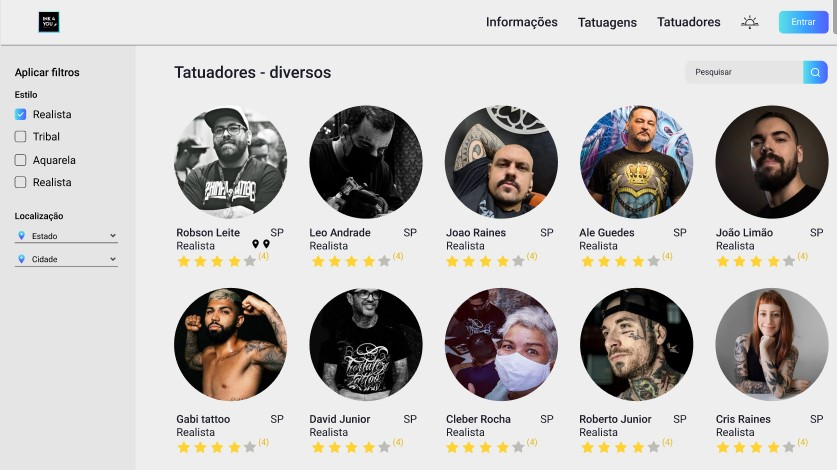 INK 4
YOU
Informações
Tatuagens
Tatuadores
Entrar
Aplicar filtros
Estilo
Realista
Tribal
Aquarela
Realista
Localização
Estado
Cidade
Tatuadores - diversos
Pesquisar
Robson Leite SP
Realista
(4)
Leo Andrade SP
Realista
(4)
Joao Raines SP
Realista
(4)
Ale Guedes SP
Realista
(4)
João Limão SP
Realista
(4)
Gabi tattoo SP
Realista
(4)
David Junior SP
Realista
(4)
Cleber Rocha SP
Realista
(4)
Roberto Junior SP
Realista
(4)
Cris Raines SP
Realista
(4)